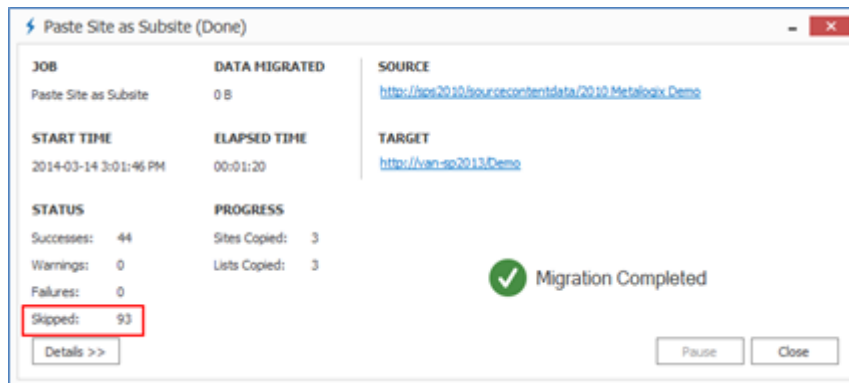 Paste Site as Subsite (Done)
JOB DATA MIGRATED SOURCE
Paste Site as Subsite 0 B http://sps2010/sourcecontentdata/2010 Metalogix Demo
START TIME ELAPSED TIME TARGET
2014-03-14 3:01:46 PM 00:01:20 http://van-sp2013/Demo
STATUS PROGRESS
Successes: 44 Sites Copied: 3
Warnings: 0 Lists Copied: 3
Failures: 0 Migration Completed
Skipped: 93
Details >> Pause Close